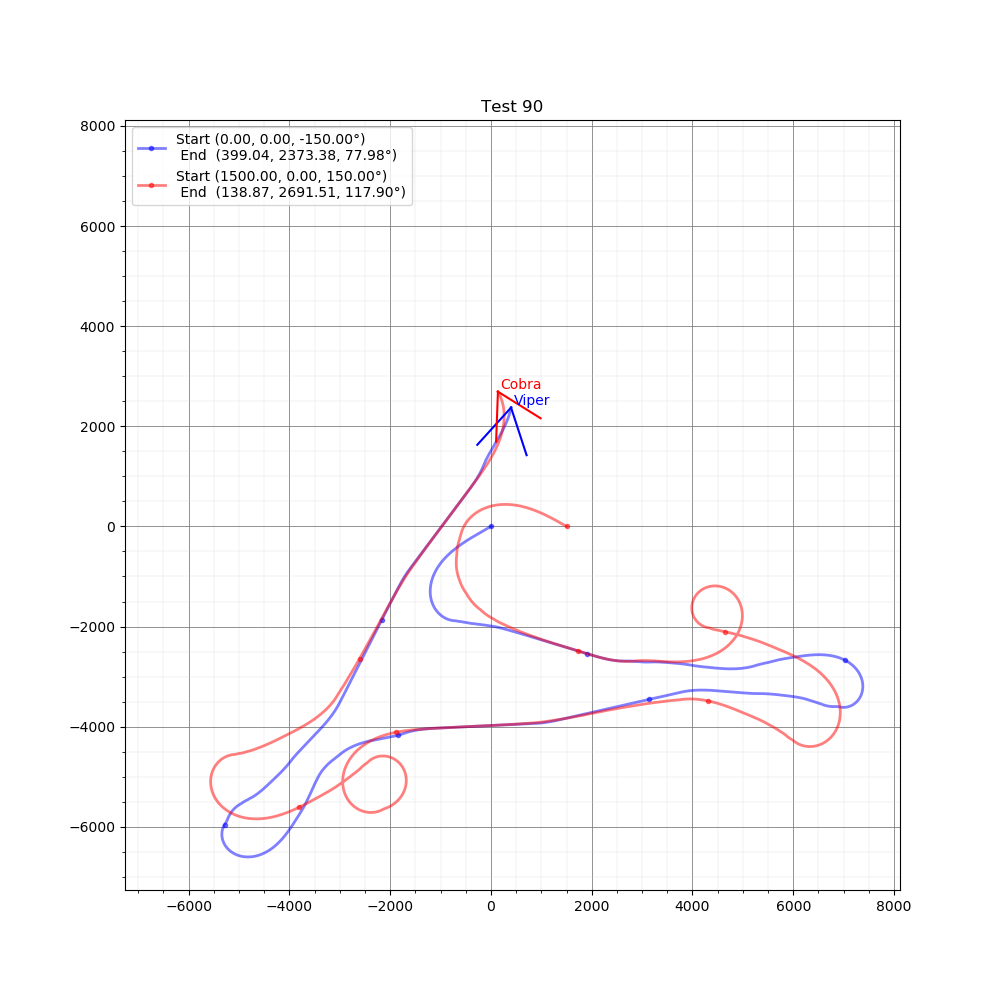 Test 90
8000
6000
4000
2000
0
−2000
−4000
−6000
Start (0.00, 0.00, -150.00°)
End  (399.04, 2373.38, 77.98°)
Start (1500.00, 0.00, 150.00°)
End  (138.87, 2691.51, 117.90°)
Cobra
Viper
−6000 −4000 −2000 0 2000 4000 6000 8000